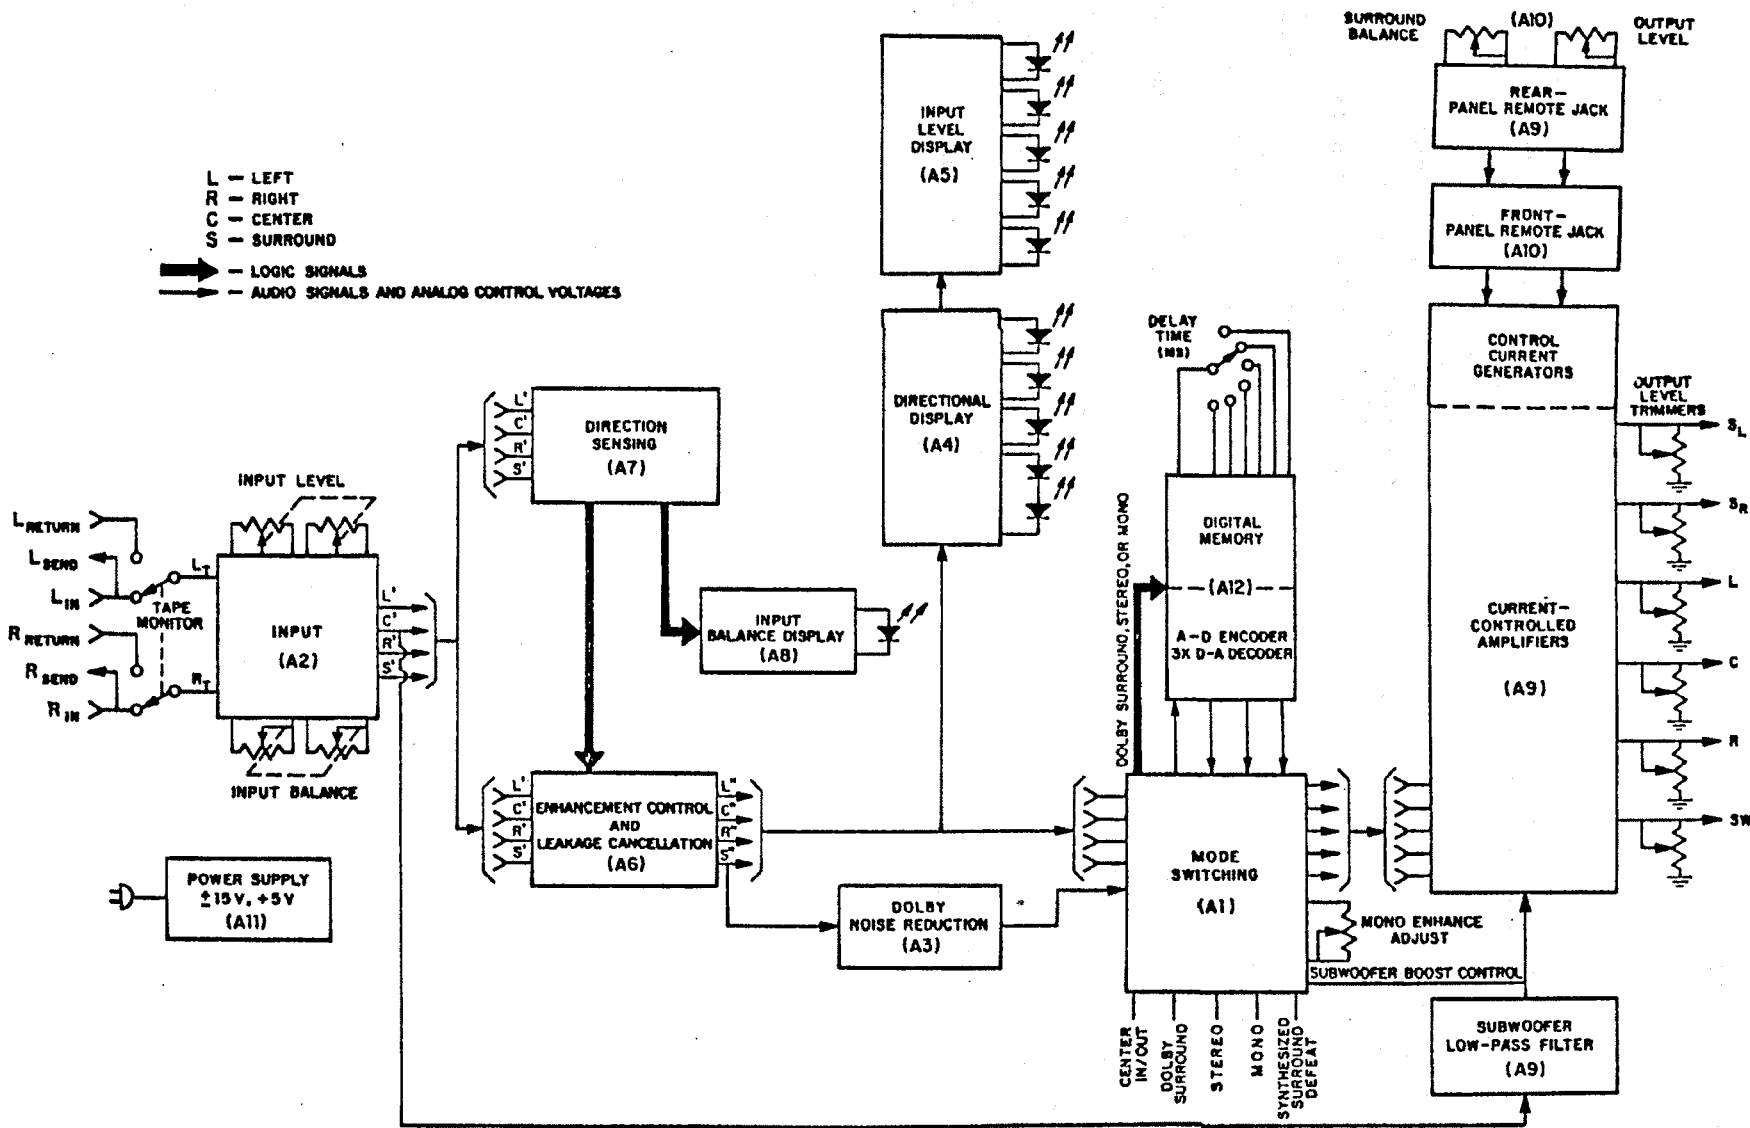 SURROUND
BALANCE
(A10)
OUTPUT
LEVEL
REAR-
PANEL REMOTE JACK
(A9)
FRONT-
PANEL REMOTE JACK
(A10)
CONTROL
CURRENT
GENERATORS
OUTPUT
LEVEL
TRIMMERS
CURRENT-
CONTROLLED
AMPLIFIERS
(A9)
SL
SR
L
C
R
SW
L - LEFT
R - RIGHT
C - CENTER
S - SURROUND
- LOGIC SIGNALS
- AUDIO SIGNALS AND ANALOG CONTROL VOLTAGES
INPUT
LEVEL
DISPLAY
(A5)
DIRECTIONAL
DISPLAY
(A4)
DELAY
TIME
(MS)
DIGITAL
MEMORY
(A12)
A-D ENCODER
3X D-A DECODER
DOLBY SURROUND, STEREO, OR MONO
L'
C'
R'
S'
DIRECTION
SENSING
(A7)
INPUT LEVEL
L RETURN
L SEND
L IN
R RETURN
R SEND
R IN
TAPE
MONITOR
LT
RT
INPUT
(A2)
L'
C'
R'
S'
INPUT BALANCE
INPUT
BALANCE DISPLAY
(A8)
L'
C'
R'
S'
ENHANCEMENT CONTROL
AND
LEAKAGE CANCELLATION
(A6)
L"
C"
R"
S"
POWER SUPPLY
±15V, +5V
(A11)
DOLBY
NOISE REDUCTION
(A3)
MODE
SWITCHING
(A1)
MONO ENHANCE
ADJUST
SUBWOOFER BOOST CONTROL
CENTER
IN/OUT
DOLBY
SURROUND
STEREO
MONO
SYNTHESIZED
SURROUND
DEFEAT
SUBWOOFER
LOW-PASS FILTER
(A9)